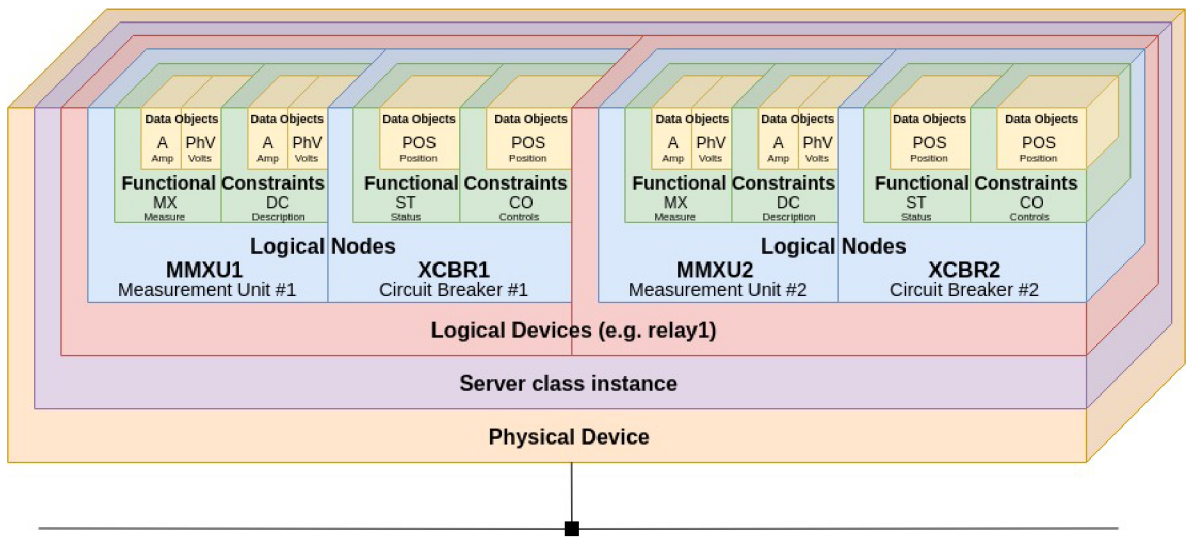 Data Objects Data Objects Data Objects Data Objects Data Objects Data Objects Data Objects Data Objects
A PhV A PhV POS POS A PhV A PhV POS POS
Amp Volts Amp Volts Position Position Amp Volts Amp Volts Position Position
Functional Constraints Functional Constraints Functional Constraints Functional Constraints
MX DC ST CO MX DC ST CO
Measure Description Status Controls Measure Description Status Controls
Logical Nodes Logical Nodes
MMXU1 XCBR1 MMXU2 XCBR2
Measurement Unit #1 Circuit Breaker #1 Measurement Unit #2 Circuit Breaker #2
Logical Devices (e.g. relay1)
Server class instance
Physical Device